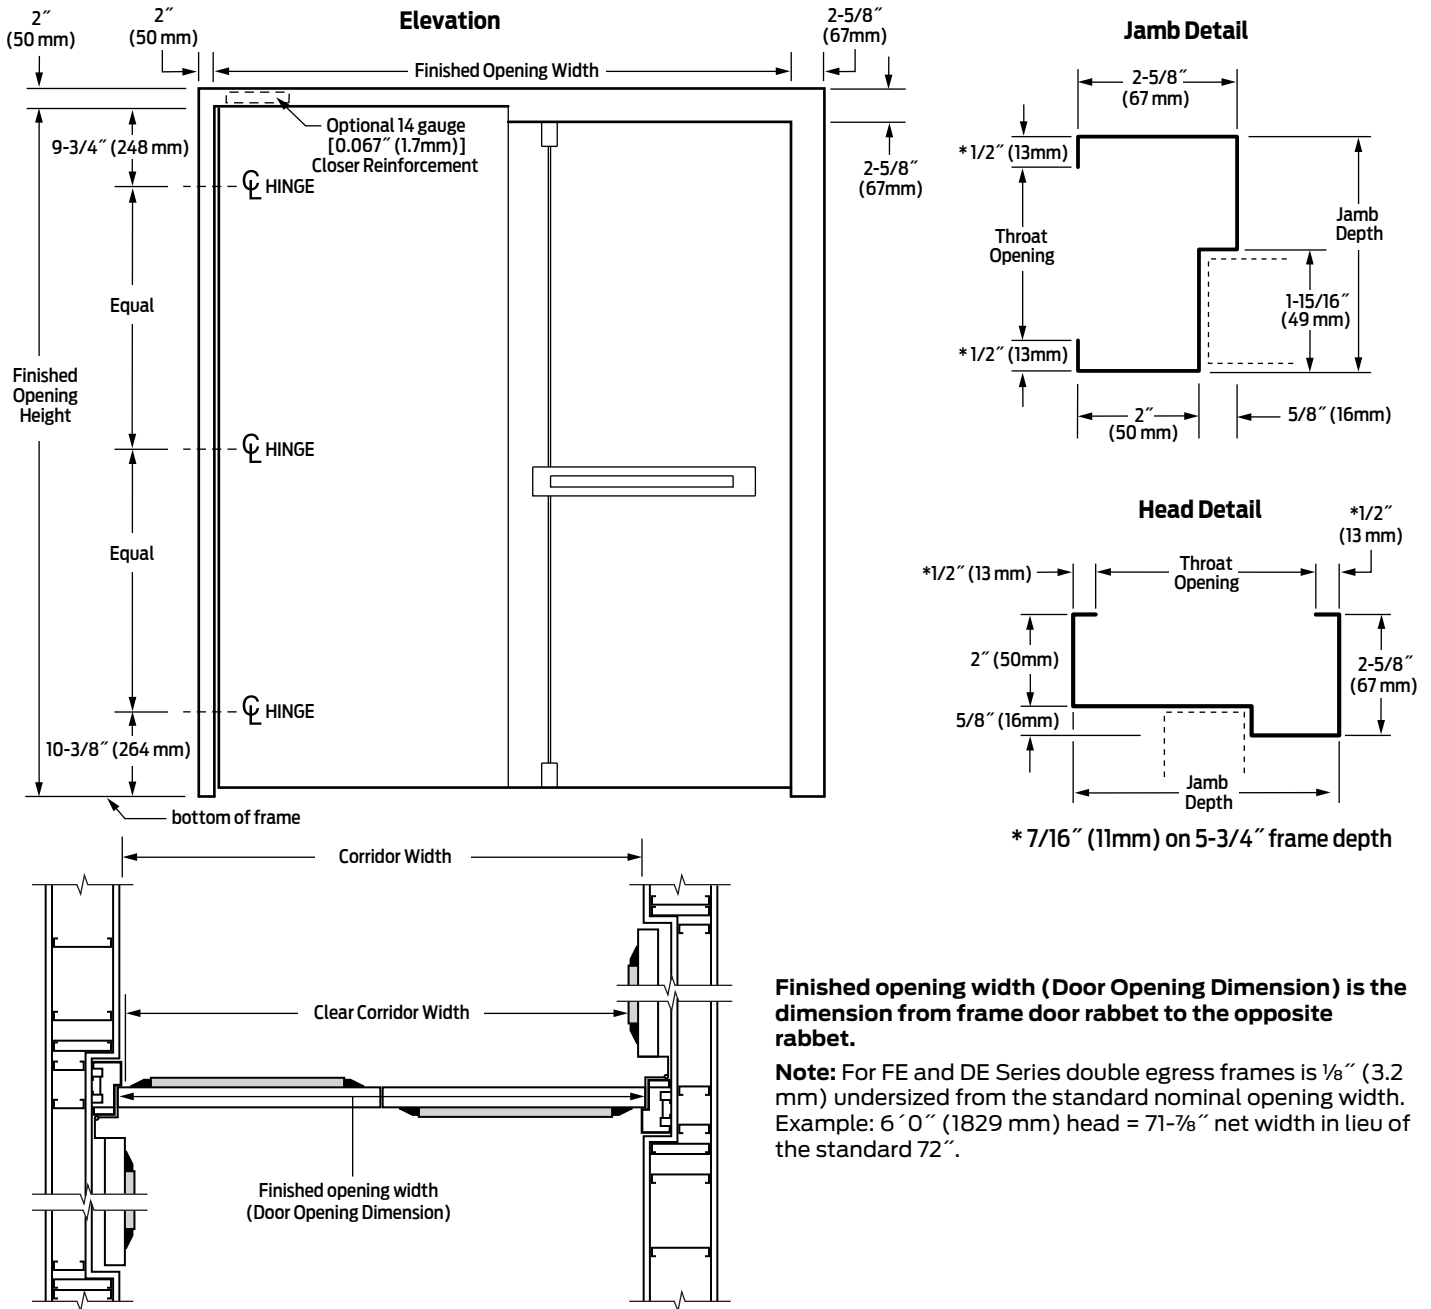 Elevation
2˝
(50 mm)
2˝
(50 mm)
2-5/8˝
(67mm)
Finished Opening Width
Optional 14 gauge
[0.067˝ (1.7mm)]
Closer Reinforcement
9-3/4˝ (248 mm)
2-5/8˝
(67mm)
℄ HINGE
Equal
Finished
Opening
Height
℄ HINGE
Equal
℄ HINGE
10-3/8˝ (264 mm)
bottom of frame
Jamb Detail
2-5/8˝
(67 mm)
*1/2˝ (13mm)
Throat
Opening
Jamb
Depth
1-15/16˝
(49 mm)
*1/2˝ (13mm)
2˝
(50 mm)
5/8˝ (16mm)
Head Detail
*1/2˝
(13 mm)
*1/2˝ (13 mm)
Throat
Opening
2˝ (50mm)
2-5/8˝
(67 mm)
5/8˝ (16mm)
Jamb
Depth
* 7/16˝ (11mm) on 5-3/4˝ frame depth
Corridor Width
Clear Corridor Width
Finished opening width
(Door Opening Dimension)
Finished opening width (Door Opening Dimension) is the
dimension from frame door rabbet to the opposite
rabbet.
Note: For FE and DE Series double egress frames is ⅛˝ (3.2
mm) undersized from the standard nominal opening width.
Example: 6´0˝ (1829 mm) head = 71-⅞˝ net width in lieu of
the standard 72˝.